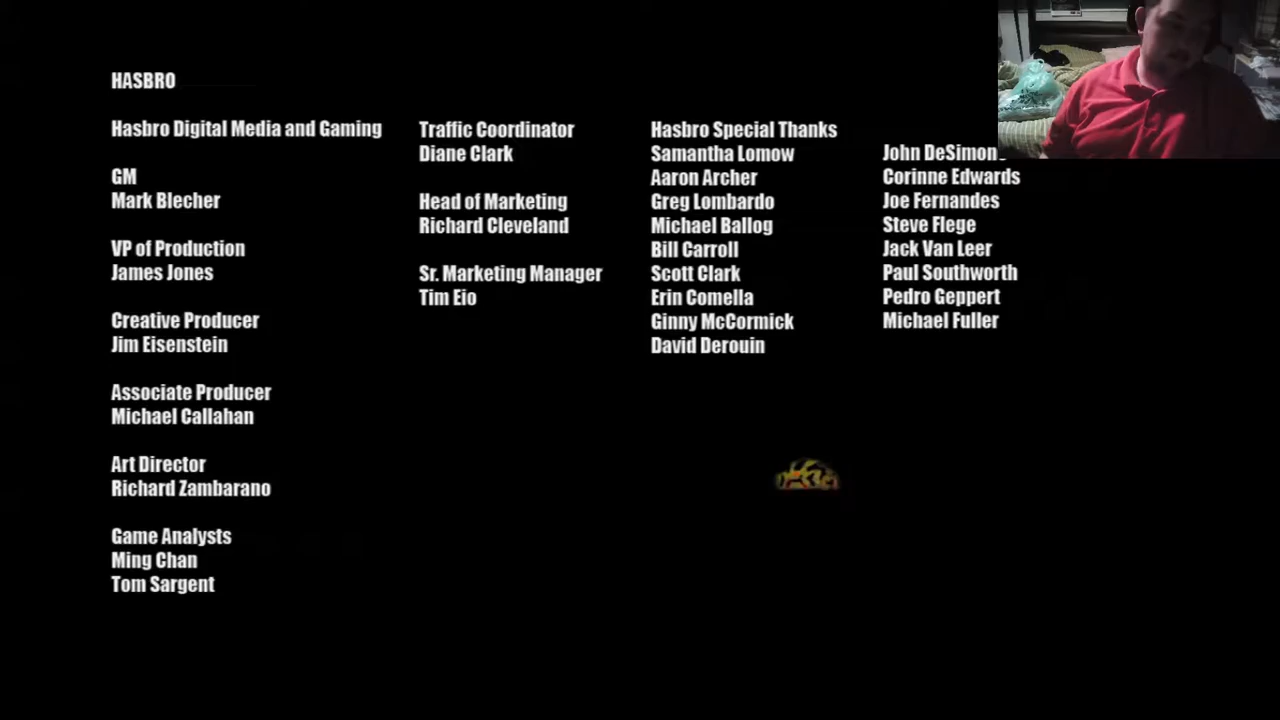 HASBRO
Hasbro Digital Media and Gaming
GM
Mark Blecher
VP of Production
James Jones
Creative Producer
Jim Eisenstein
Associate Producer
Michael Callahan
Art Director
Richard Zambarano
Game Analysts
Ming Chan
Tom Sargent
Traffic Coordinator
Diane Clark
Head of Marketing
Richard Cleveland
Sr. Marketing Manager
Tim Eio
Hasbro Special Thanks
Samantha Lomow
Aaron Archer
Greg Lombardo
Michael Ballog
Bill Carroll
Scott Clark
Erin Comella
Ginny McCormick
David Derouin
John DeSimone
Corinne Edwards
Joe Fernandes
Steve Flege
Jack Van Leer
Paul Southworth
Pedro Geppert
Michael Fuller